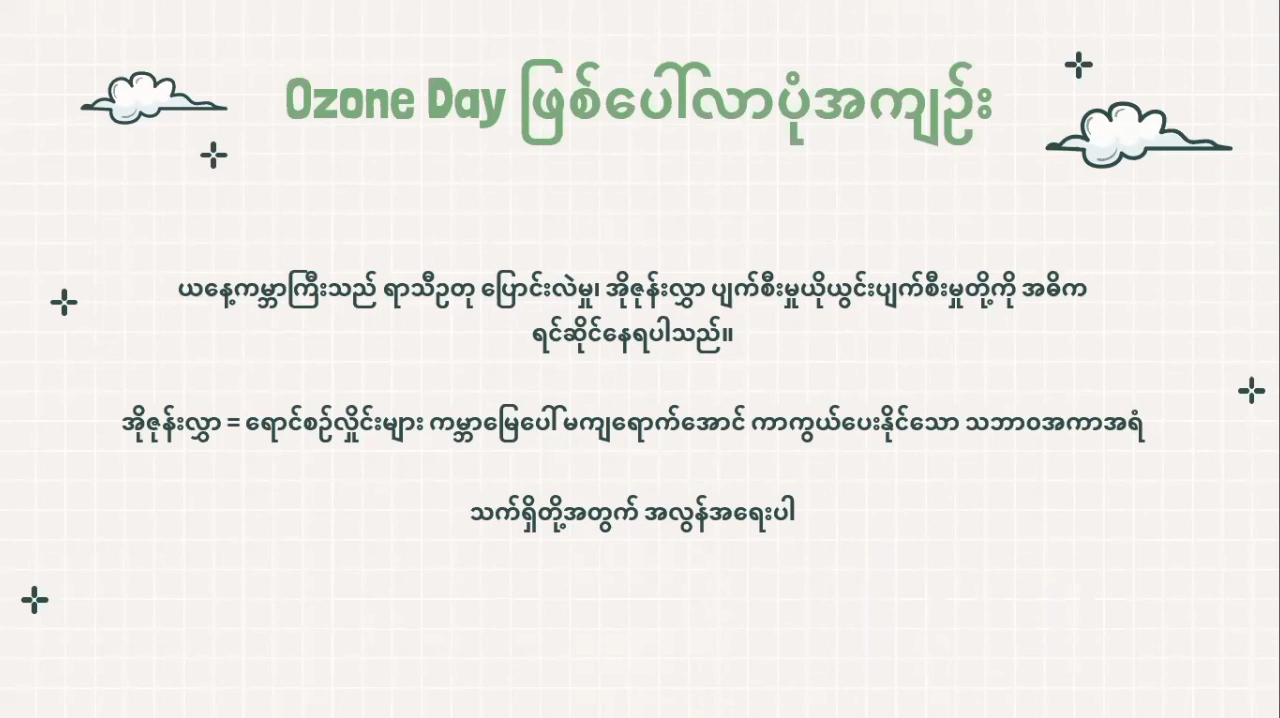 Ozone Day ဖြစ်ပေါ်လာပုံအကျဉ်း
ယနေ့ကမ္ဘာကြီးသည် ရာသီဥတု ပြောင်းလဲမှု၊ အိုဇုန်းလွှာ ပျက်စီးမှုယိုယွင်းပျက်စီးမှုတို့ကို အဓိက
ရင်ဆိုင်နေရပါသည်။
အိုဇုန်းလွှာ = ရောင်စဉ်လှိုင်းများ ကမ္ဘာမြေပေါ် မကျရောက်အောင် ကာကွယ်ပေးနိုင်သော သဘာဝအကာအရံ
သက်ရှိတို့အတွက် အလွန်အရေးပါ